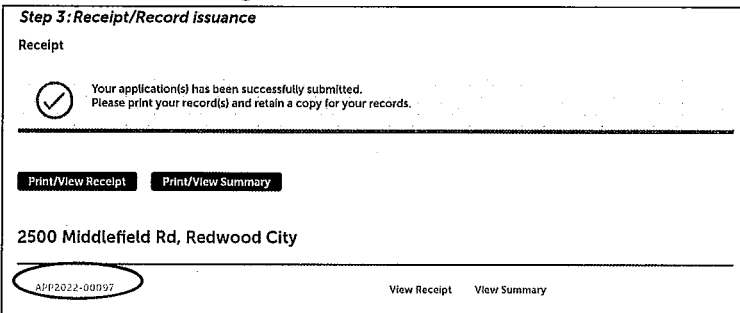 Step 3:Receipt/Record issuance
Receipt
Your application(s) has been successfully submitted.
Please print your record(s) and retain a copy for your records.
Print/View Receipt Print/View Summary
2500 Middlefield Rd, Redwood City
APP2022-00097 View Receipt View Summary